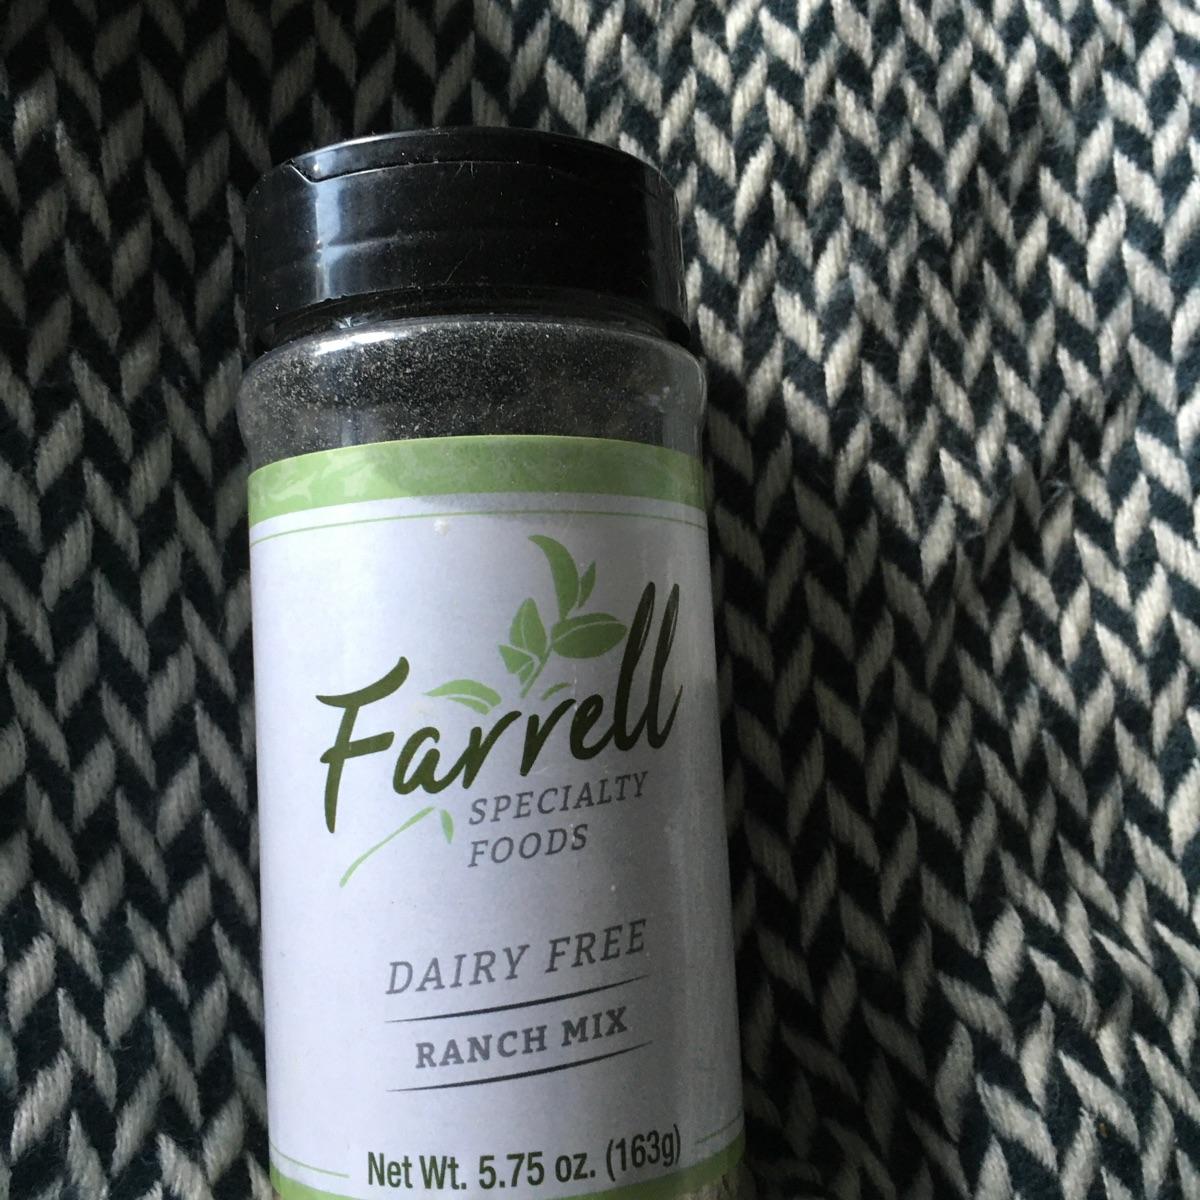 Farrell
SPECIALTY
FOODS
DAIRY FREE
RANCH MIX
Net Wt. 5.75 oz. (163g)